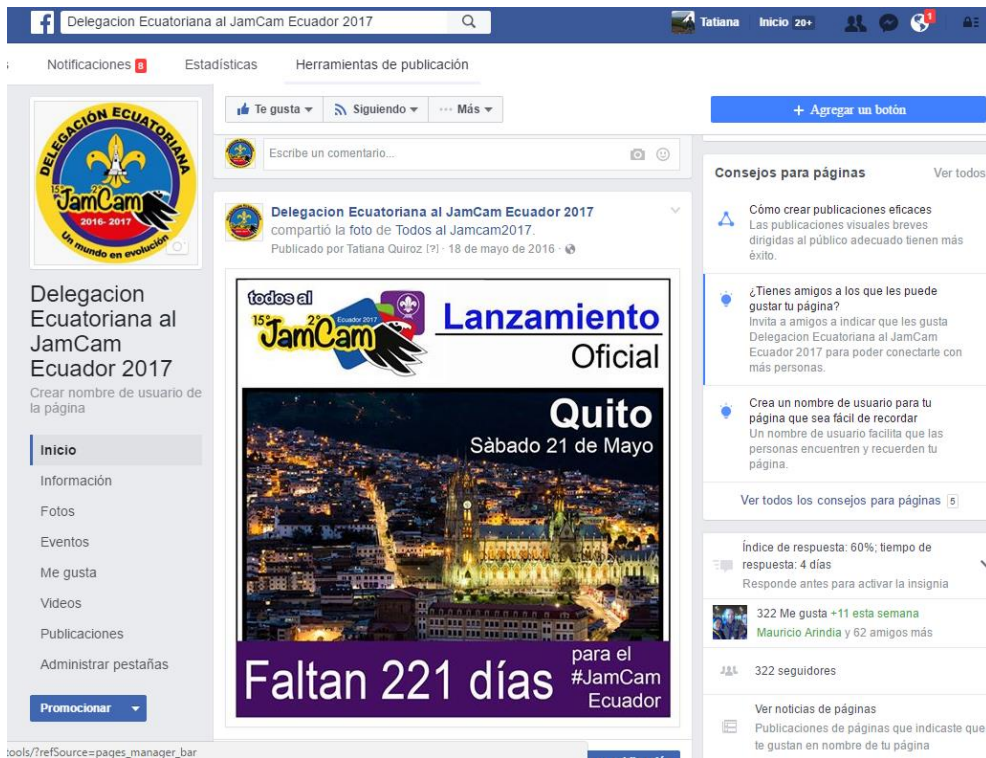 Delegacion Ecuatoriana al JamCam Ecuador 2017
Tatiana
Inicio 20+
1
Notificaciones 8
Estadísticas
Herramientas de publicación
DELEGACIÓN ECUATORIANA
15° 2°
JamCam
2016- 2017
Un mundo en evolución
Delegacion
Ecuatoriana al
JamCam
Ecuador 2017
Crear nombre de usuario de
la página
Inicio
Información
Fotos
Eventos
Me gusta
Videos
Publicaciones
Administrar pestañas
Promocionar
tools/?refSource=pages_manager_bar
Te gusta
Siguiendo
Más
Escribe un comentario...
Delegacion Ecuatoriana al JamCam Ecuador 2017
compartió la foto de Todos al Jamcam2017.
Publicado por Tatiana Quiroz [?] · 18 de mayo de 2016 ·
todos al
15° 2° Ecuador 2017
JamCam
Lanzamiento
Oficial
Quito
Sàbado 21 de Mayo
Faltan 221 días
para el
#JamCam
Ecuador
+ Agregar un botón
Consejos para páginas
Ver todos
Cómo crear publicaciones eficaces
Las publicaciones visuales breves
dirigidas al público adecuado tienen más
éxito.
¿Tienes amigos a los que les puede
gustar tu página?
Invita a amigos a indicar que les gusta
Delegacion Ecuatoriana al JamCam
Ecuador 2017 para poder conectarte con
más personas.
Crea un nombre de usuario para tu
página que sea fácil de recordar
Un nombre de usuario facilita que las
personas encuentren y recuerden tu
página.
Ver todos los consejos para páginas 5
Índice de respuesta: 60%; tiempo de
respuesta: 4 días
Responde antes para activar la insignia
322 Me gusta +11 esta semana
Mauricio Arindia y 62 amigos más
322 seguidores
Ver noticias de páginas
Publicaciones de páginas que indicaste que
te gustan en nombre de tu página